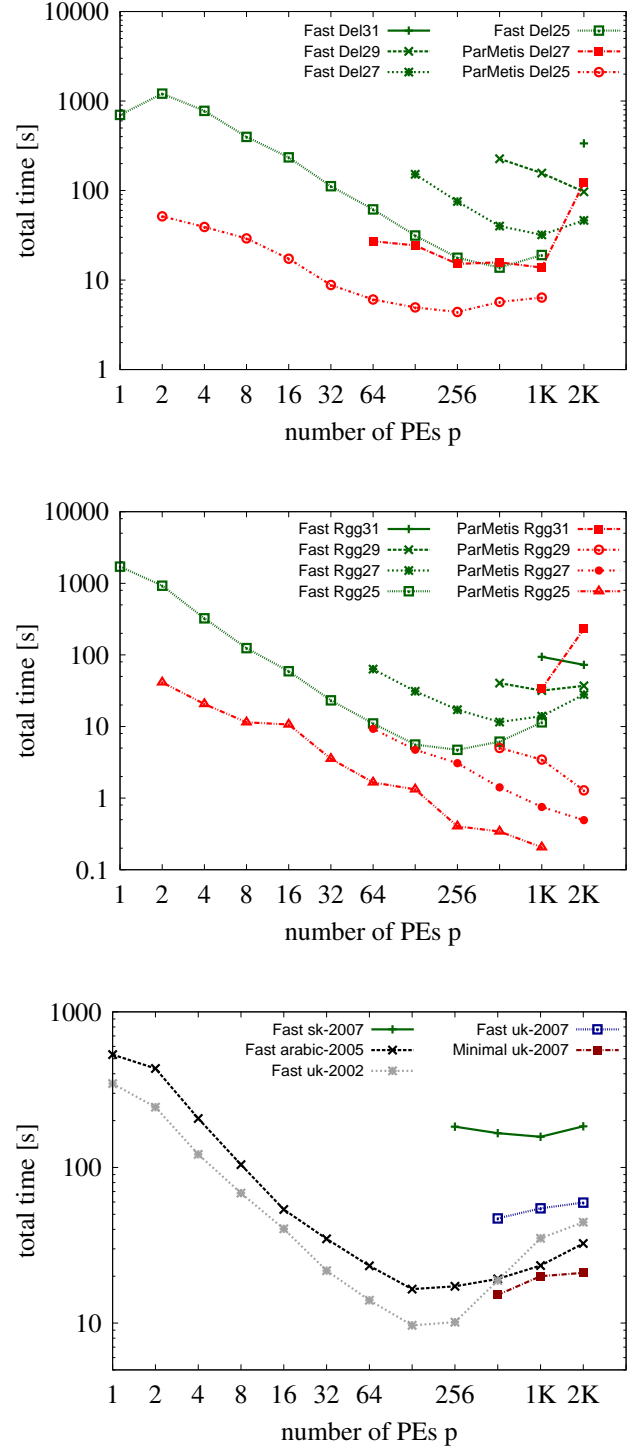 10000
1000
100
10
1
total time [s]
Fast Del31
Fast Del29
Fast Del27
Fast Del25
ParMetis Del27
ParMetis Del25
1 2 4 8 16 32 64 256 1K 2K
number of PEs p
10000
1000
100
10
1
0.1
total time [s]
Fast Rgg31
Fast Rgg29
Fast Rgg27
Fast Rgg25
ParMetis Rgg31
ParMetis Rgg29
ParMetis Rgg27
ParMetis Rgg25
1 2 4 8 16 32 64 256 1K 2K
number of PEs p
1000
100
10
total time [s]
Fast sk-2007
Fast arabic-2005
Fast uk-2002
Fast uk-2007
Minimal uk-2007
1 2 4 8 16 32 64 256 1K 2K
number of PEs p